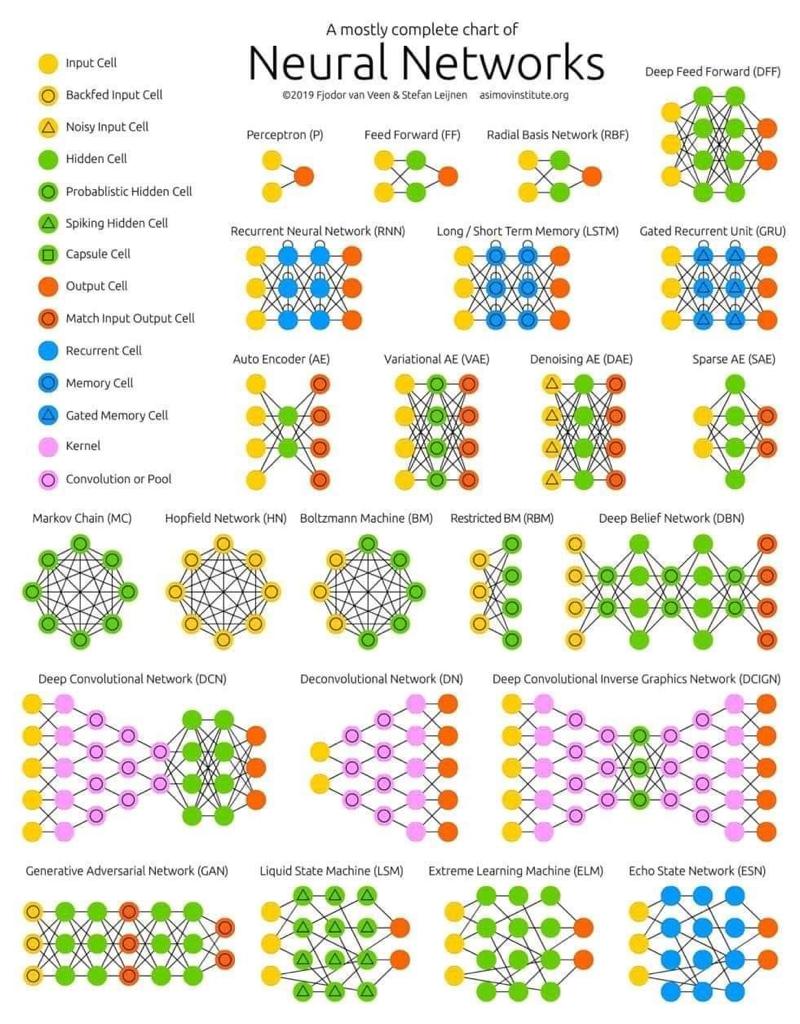 A mostly complete chart of
Neural Networks
©2019 Fjodor van Veen & Stefan Leijnen asimovinstitute.org
Input Cell
Backfed Input Cell
Noisy Input Cell
Hidden Cell
Probablistic Hidden Cell
Spiking Hidden Cell
Capsule Cell
Output Cell
Match Input Output Cell
Recurrent Cell
Memory Cell
Gated Memory Cell
Kernel
Convolution or Pool
Perceptron (P)
Feed Forward (FF)
Radial Basis Network (RBF)
Deep Feed Forward (DFF)
Recurrent Neural Network (RNN)
Long / Short Term Memory (LSTM)
Gated Recurrent Unit (GRU)
Auto Encoder (AE)
Variational AE (VAE)
Denoising AE (DAE)
Sparse AE (SAE)
Markov Chain (MC)
Hopfield Network (HN)
Boltzmann Machine (BM)
Restricted BM (RBM)
Deep Belief Network (DBN)
Deep Convolutional Network (DCN)
Deconvolutional Network (DN)
Deep Convolutional Inverse Graphics Network (DCIGN)
Generative Adversarial Network (GAN)
Liquid State Machine (LSM)
Extreme Learning Machine (ELM)
Echo State Network (ESN)